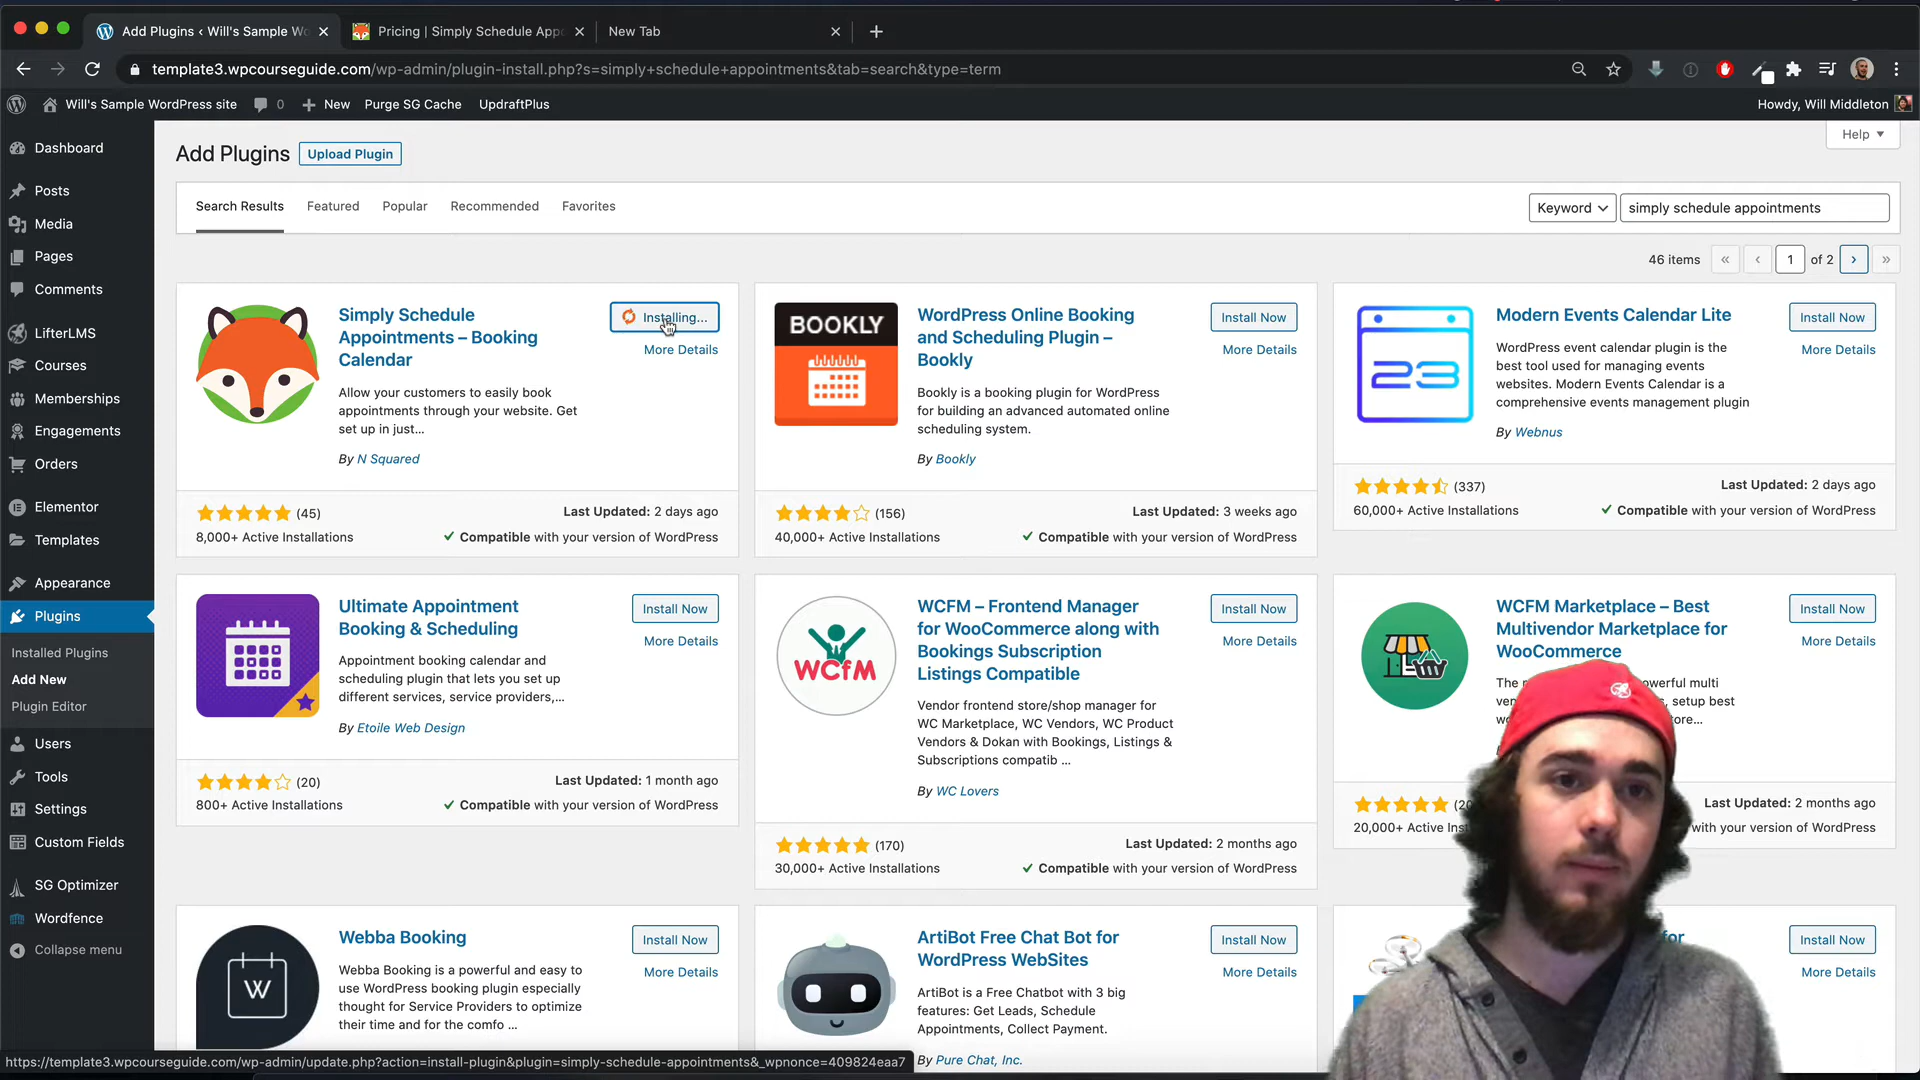 Add Plugins ‹ Will's Sample Wo
Pricing | Simply Schedule Appo
New Tab
template3.wpcourseguide.com/wp-admin/plugin-install.php?s=simply+schedule+appointments&tab=search&type=term
Will's Sample WordPress site
0
New
Purge SG Cache
UpdraftPlus
Howdy, Will Middleton
Dashboard
Posts
Media
Pages
Comments
LifterLMS
Courses
Memberships
Engagements
Orders
Elementor
Templates
Appearance
Plugins
Installed Plugins
Add New
Plugin Editor
Users
Tools
Settings
Custom Fields
SG Optimizer
Wordfence
Collapse menu
Help
Add Plugins
Upload Plugin
Search Results
Featured
Popular
Recommended
Favorites
Keyword
simply schedule appointments
46 items
«
‹
1
of 2
›
»
Simply Schedule
Appointments – Booking
Calendar
Installing...
More Details
Allow your customers to easily book
appointments through your website. Get
set up in just…
By N Squared
(45)
8,000+ Active Installations
Last Updated: 2 days ago
Compatible with your version of WordPress
BOOKLY
WordPress Online Booking
and Scheduling Plugin –
Bookly
Install Now
More Details
Bookly is a booking plugin for WordPress
for building an advanced automated online
scheduling system.
By Bookly
(156)
40,000+ Active Installations
Last Updated: 3 weeks ago
Compatible with your version of WordPress
23
Modern Events Calendar Lite
Install Now
More Details
WordPress event calendar plugin is the
best tool used for managing events
websites. Modern Events Calendar is a
comprehensive events management plugin
By Webnus
(337)
60,000+ Active Installations
Last Updated: 2 days ago
Compatible with your version of WordPress
Ultimate Appointment
Booking & Scheduling
Install Now
More Details
Appointment booking calendar and
scheduling plugin that lets you set up
different services, service providers,…
By Etoile Web Design
(20)
800+ Active Installations
Last Updated: 1 month ago
Compatible with your version of WordPress
WCfM
WCFM – Frontend Manager
for WooCommerce along with
Bookings Subscription
Listings Compatible
Install Now
More Details
Vendor frontend store/shop manager for
WC Marketplace, WC Vendors, WC Product
Vendors & Dokan with Bookings, Listings &
Subscriptions compatib ...
By WC Lovers
(170)
30,000+ Active Installations
Last Updated: 2 months ago
Compatible with your version of WordPress
WCFM Marketplace – Best
Multivendor Marketplace for
WooCommerce
Install Now
More Details
The
owerful multi
setup best
20,000+ Active
Last Updated: 2 months ago
with your version of WordPress
W
Webba Booking
Install Now
More Details
Webba Booking is a powerful and easy to
use WordPress booking plugin especially
thought for Service Providers to optimize
their time and for the comfo ...
ArtiBot Free Chat Bot for
WordPress WebSites
Install Now
More Details
ArtiBot is a Free Chatbot with 3 big
features: Get Leads, Schedule
Appointments, Collect Payment.
By Pure Chat, Inc.
Install Now
More Details
https://template3.wpcourseguide.com/wp-admin/update.php?action=install-plugin&plugin=simply-schedule-appointments&_wpnonce=409824eaa7